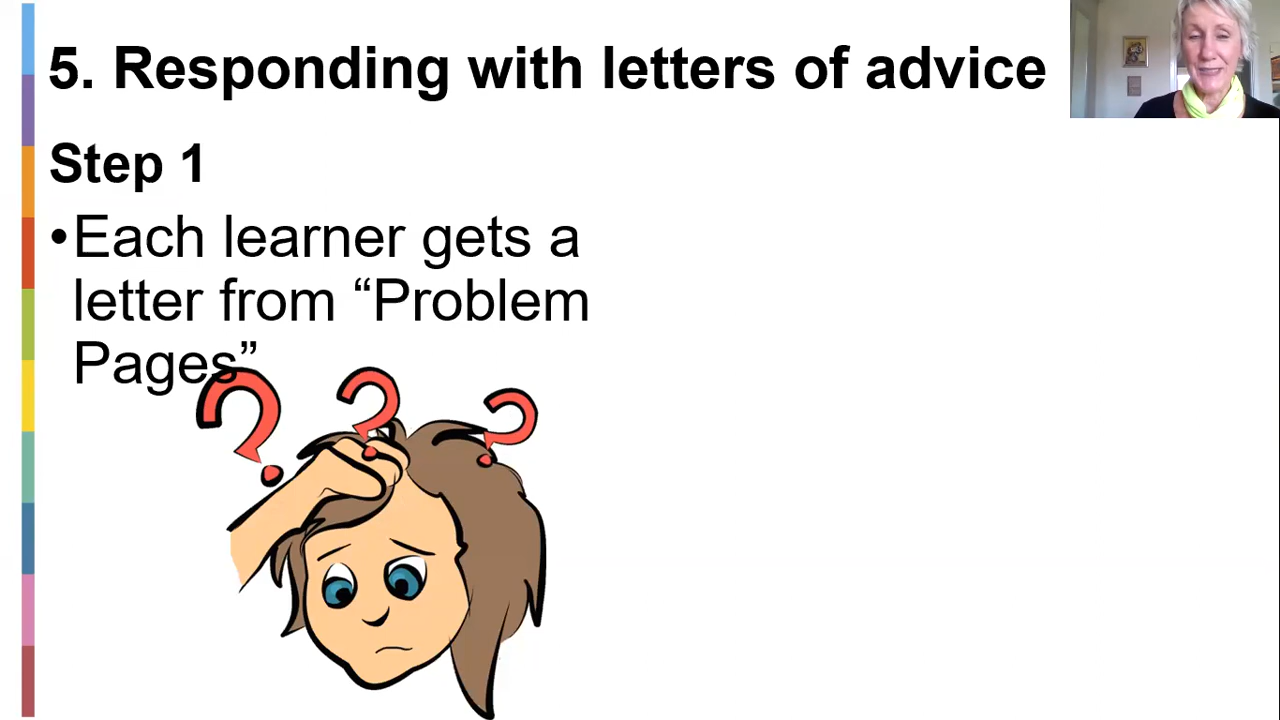 5. Responding with letters of advice
Step 1
•Each learner gets a
letter from “Problem
Pages”
? ? ?